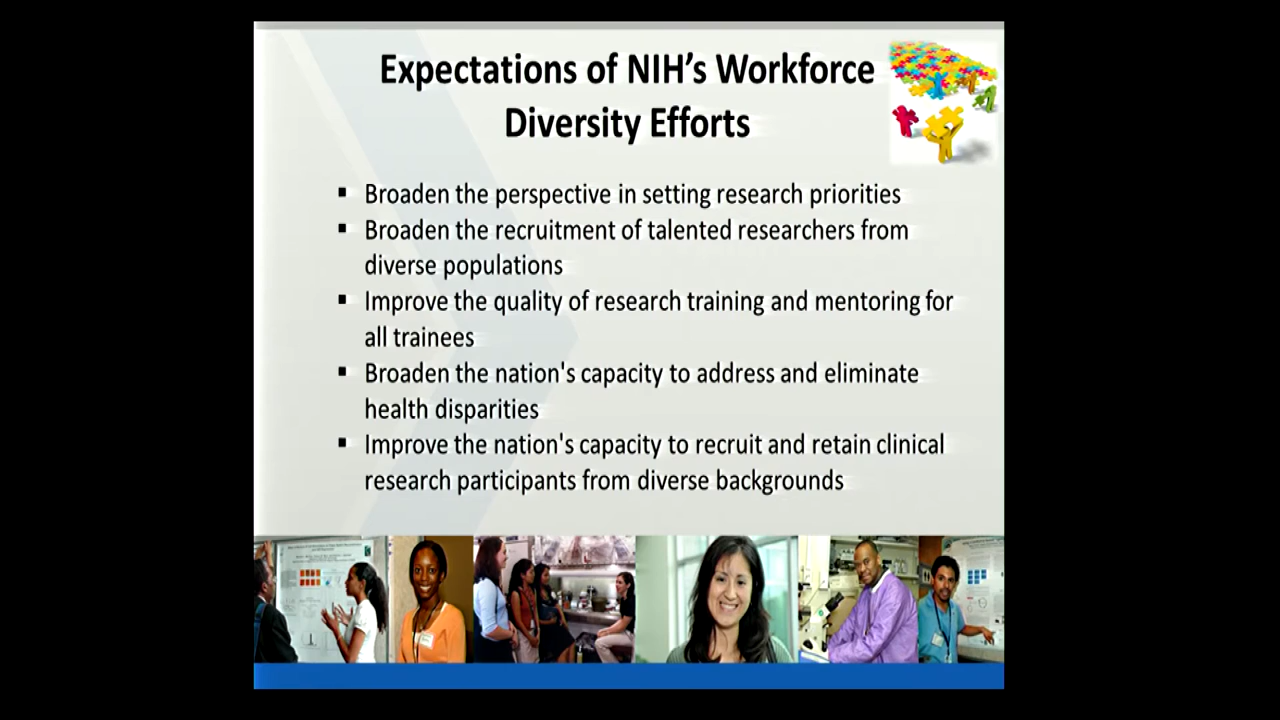 Expectations of NIH’s Workforce
Diversity Efforts
▪ Broaden the perspective in setting research priorities
▪ Broaden the recruitment of talented researchers from
diverse populations
▪ Improve the quality of research training and mentoring for
all trainees
▪ Broaden the nation's capacity to address and eliminate
health disparities
▪ Improve the nation's capacity to recruit and retain clinical
research participants from diverse backgrounds